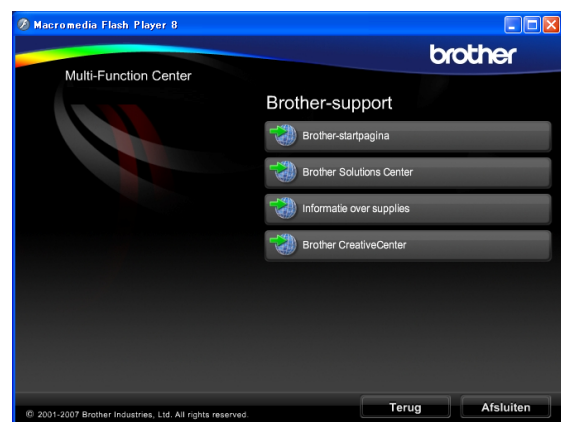 Macromedia Flash Player 8
brother
Multi-Function Center
Brother-support
Brother-startpagina
Brother Solutions Center
Informatie over supplies
Brother CreativeCenter
© 2001-2007 Brother Industries, Ltd. All rights reserved.
Terug
Afsluiten